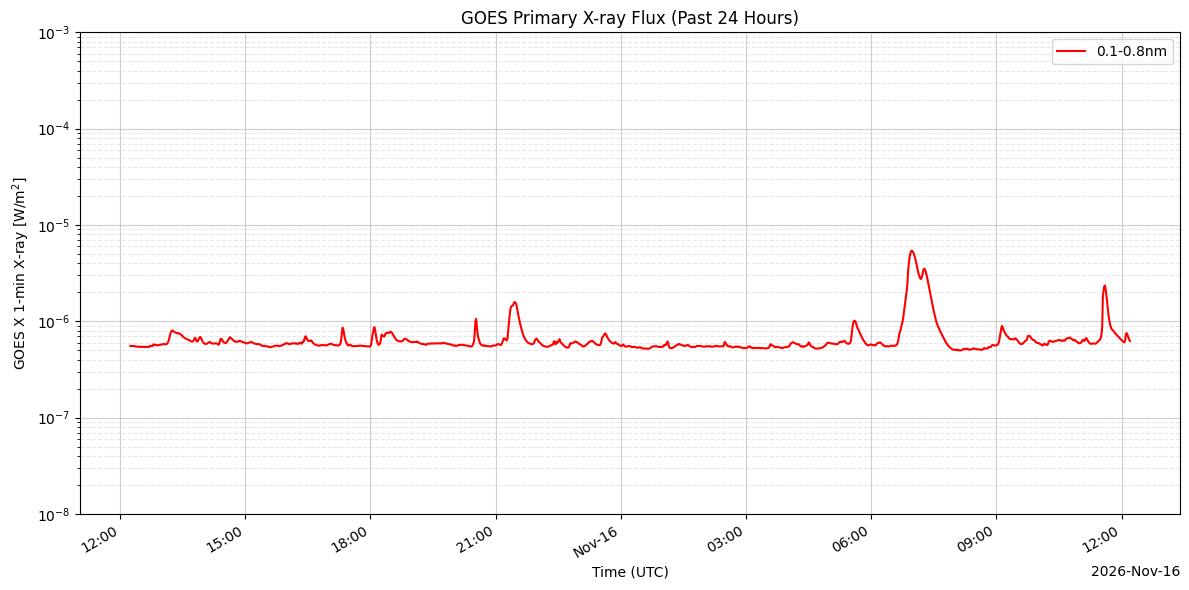 GOES Primary X-ray Flux (Past 24 Hours)
0.1-0.8nm
GOES X 1-min X-ray [W/m²]
10⁻³
10⁻⁴
10⁻⁵
10⁻⁶
10⁻⁷
10⁻⁸
12:00
15:00
18:00
21:00
Nov-16
03:00
06:00
09:00
12:00
Time (UTC)
2026-Nov-16